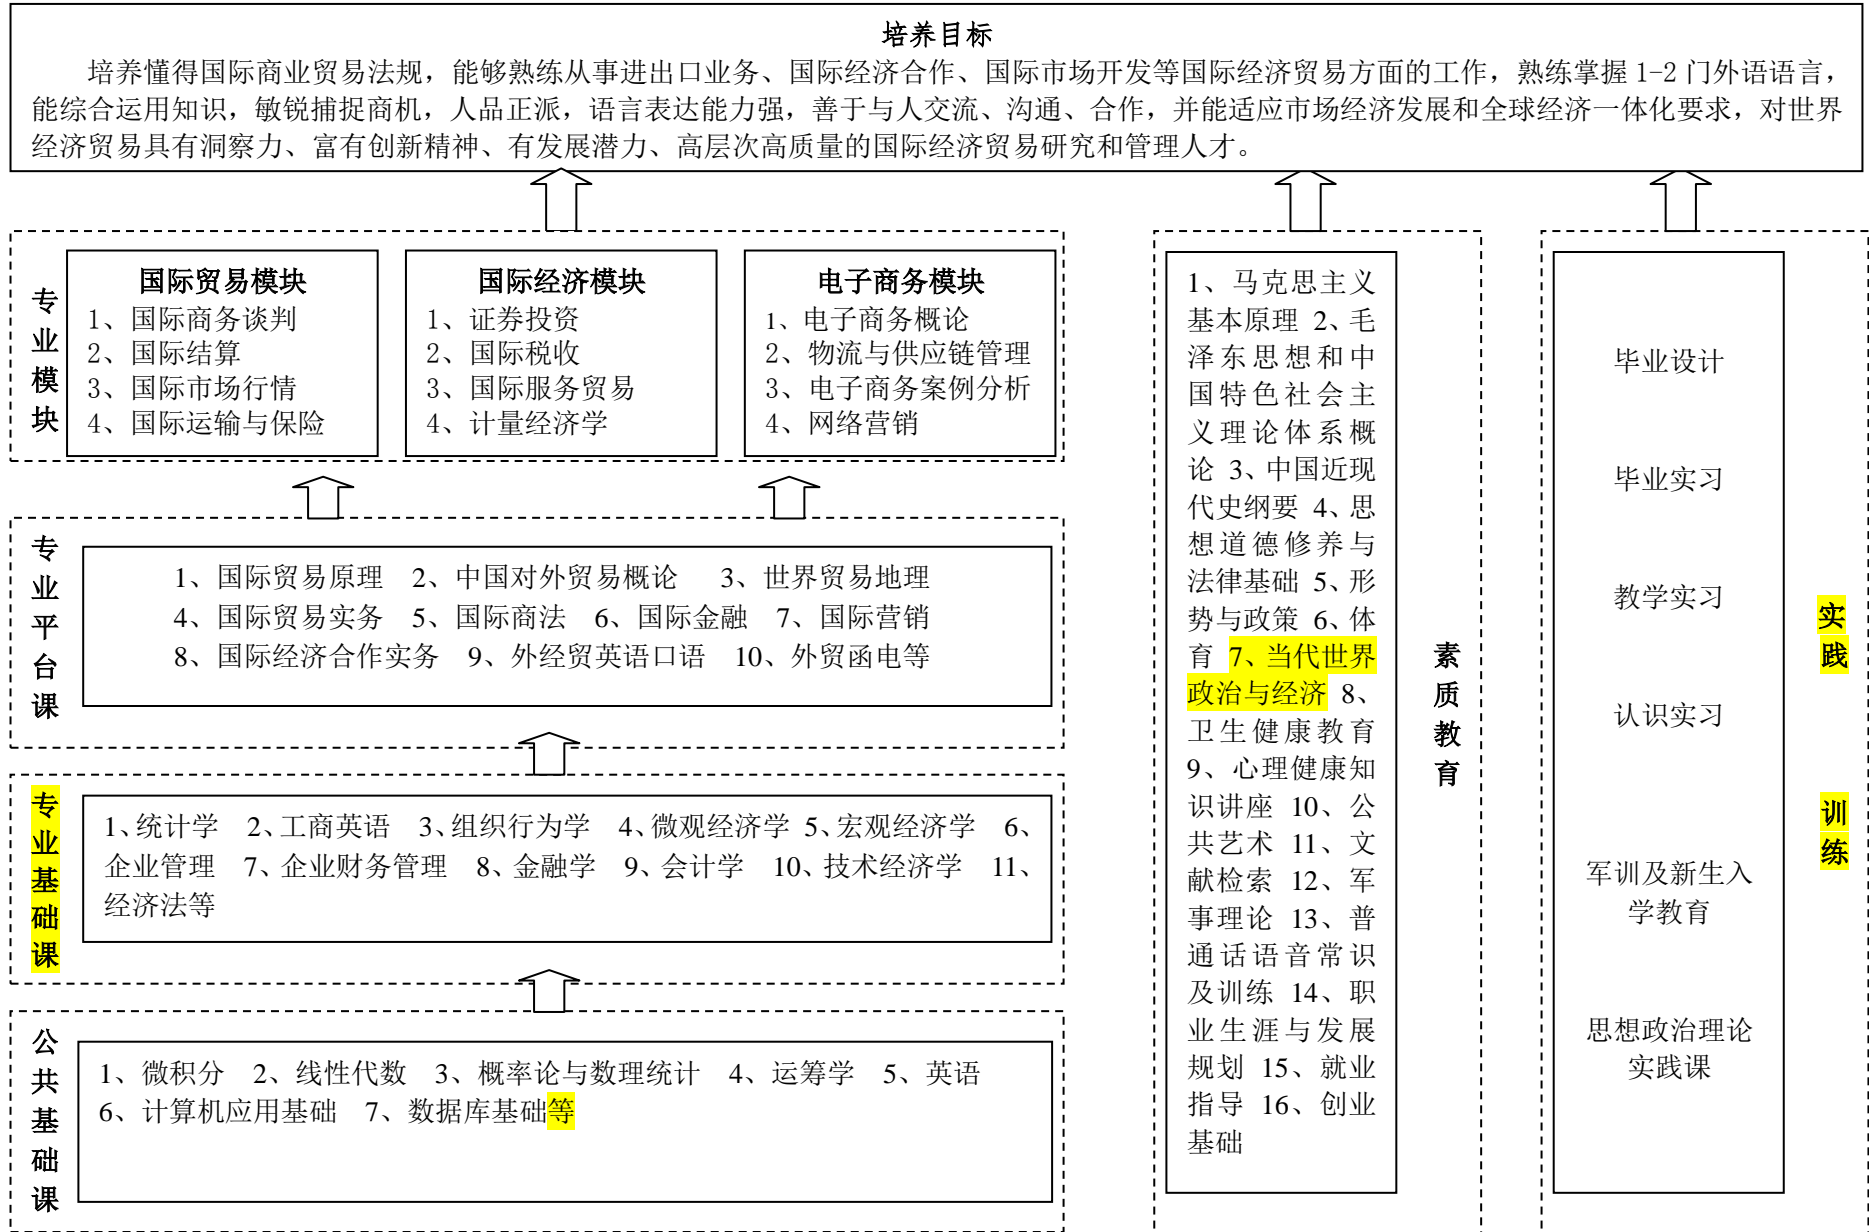 培养目标
培养懂得国际商业贸易法规，能够熟练从事进出口业务、国际经济合作、国际市场开发等国际经济贸易方面的工作，熟练掌握 1-2 门外语语言，
能综合运用知识，敏锐捕捉商机，人品正派，语言表达能力强，善于与人交流、沟通、合作，并能适应市场经济发展和全球经济一体化要求，对世界
经济贸易具有洞察力、富有创新精神、有发展潜力、高层次高质量的国际经济贸易研究和管理人才。
专
业
模
块
国际贸易模块
1、国际商务谈判
2、国际结算
3、国际市场行情
4、国际运输与保险
国际经济模块
1、证券投资
2、国际税收
3、国际服务贸易
4、计量经济学
电子商务模块
1、电子商务概论
2、物流与供应链管理
3、电子商务案例分析
4、网络营销
专
业
平
台
课
1、国际贸易原理 2、中国对外贸易概论 3、世界贸易地理
4、国际贸易实务 5、国际商法 6、国际金融 7、国际营销
8、国际经济合作实务 9、外经贸英语口语 10、外贸函电等
专
业
基
础
课
1、统计学 2、工商英语 3、组织行为学 4、微观经济学 5、宏观经济学 6、
企业管理 7、企业财务管理 8、金融学 9、会计学 10、技术经济学 11、
经济法等
公
共
基
础
课
1、微积分 2、线性代数 3、概率论与数理统计 4、运筹学 5、英语
6、计算机应用基础 7、数据库基础等
1、马克思主义
基本原理 2、毛
泽东思想和中
国特色社会主
义理论体系概
论 3、中国近现
代史纲要 4、思
想道德修养与
法律基础 5、形
势与政策 6、体
育 7、当代世界
政治与经济 8、
卫生健康教育
9、心理健康知
识讲座 10、公
共艺术 11、文
献检索 12、军
事理论 13、普
通话语音常识
及训练 14、职
业生涯与发展
规划 15、就业
指导 16、创业
基础
素
质
教
育
毕业设计
毕业实习
教学实习
认识实习
军训及新生入
学教育
思想政治理论
实践课
实
践
训
练